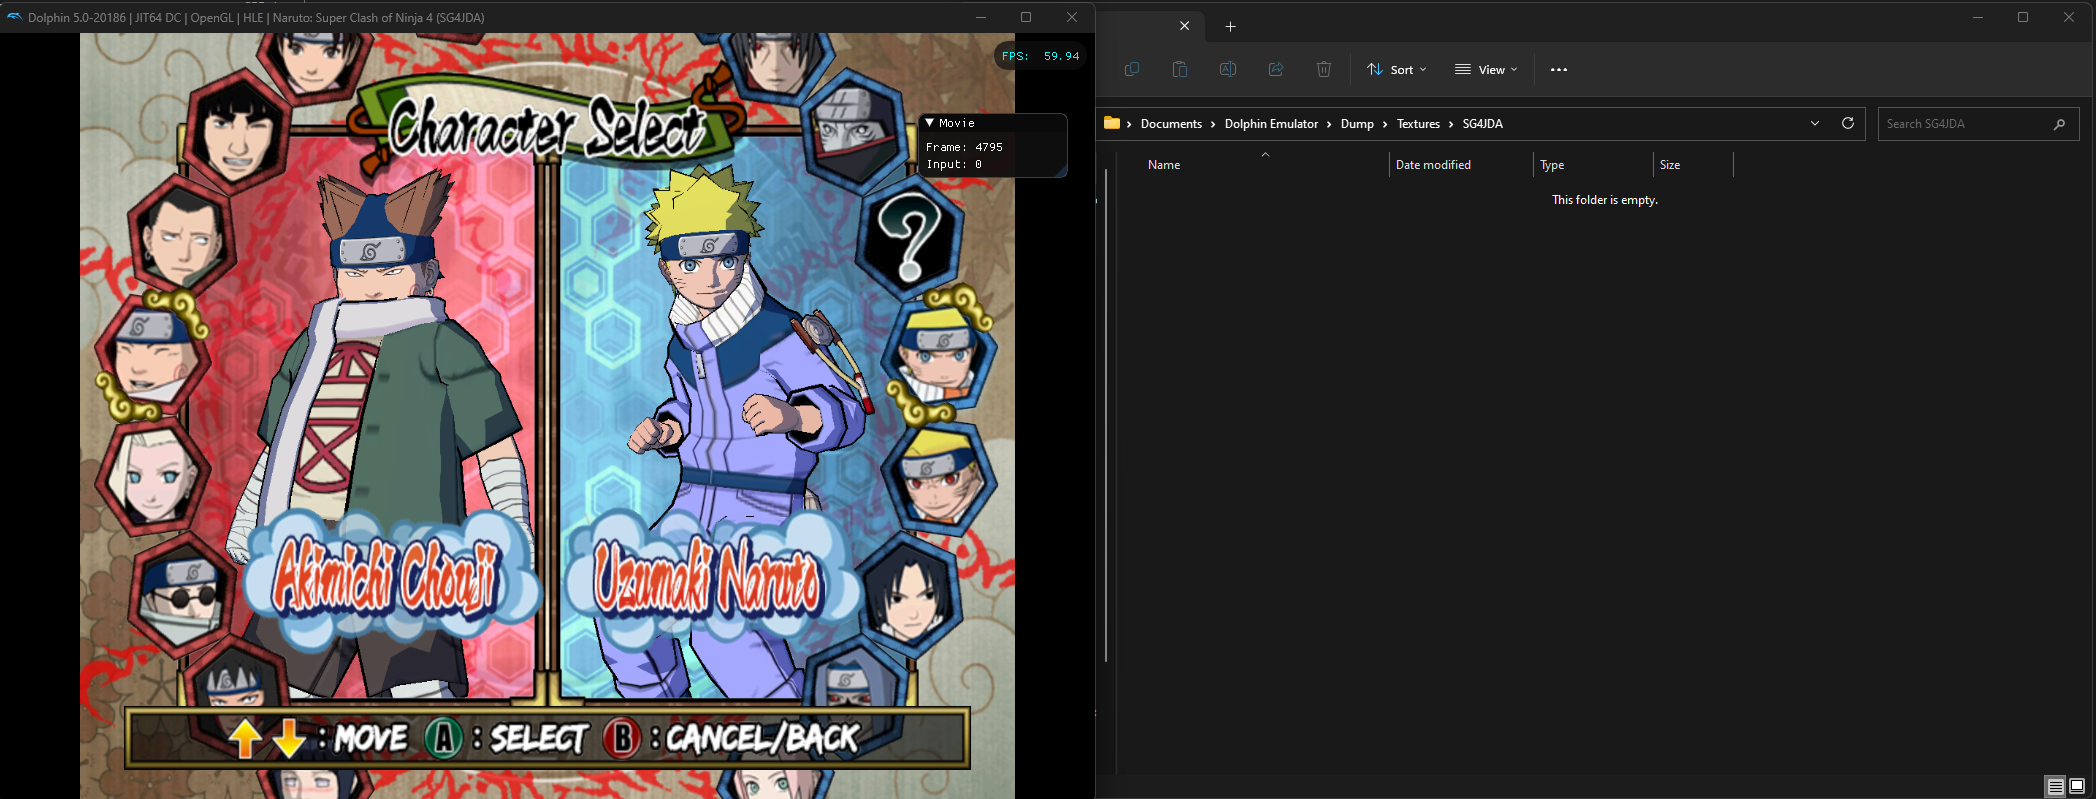 Dolphin 5.0-20186 | JIT64 DC | OpenGL | HLE | Naruto: Super Clash of Ninja 4 (SG4JDA)
FPS: 59.94
Character Select
Movie
Frame: 4795
Input: 0
?
Akimichi Chouji
Uzumaki Naruto
: MOVE A : SELECT B : CANCEL/BACK
Sort
View
Documents
Dolphin Emulator
Dump
Textures
SG4JDA
Search SG4JDA
Name
Date modified
Type
Size
This folder is empty.